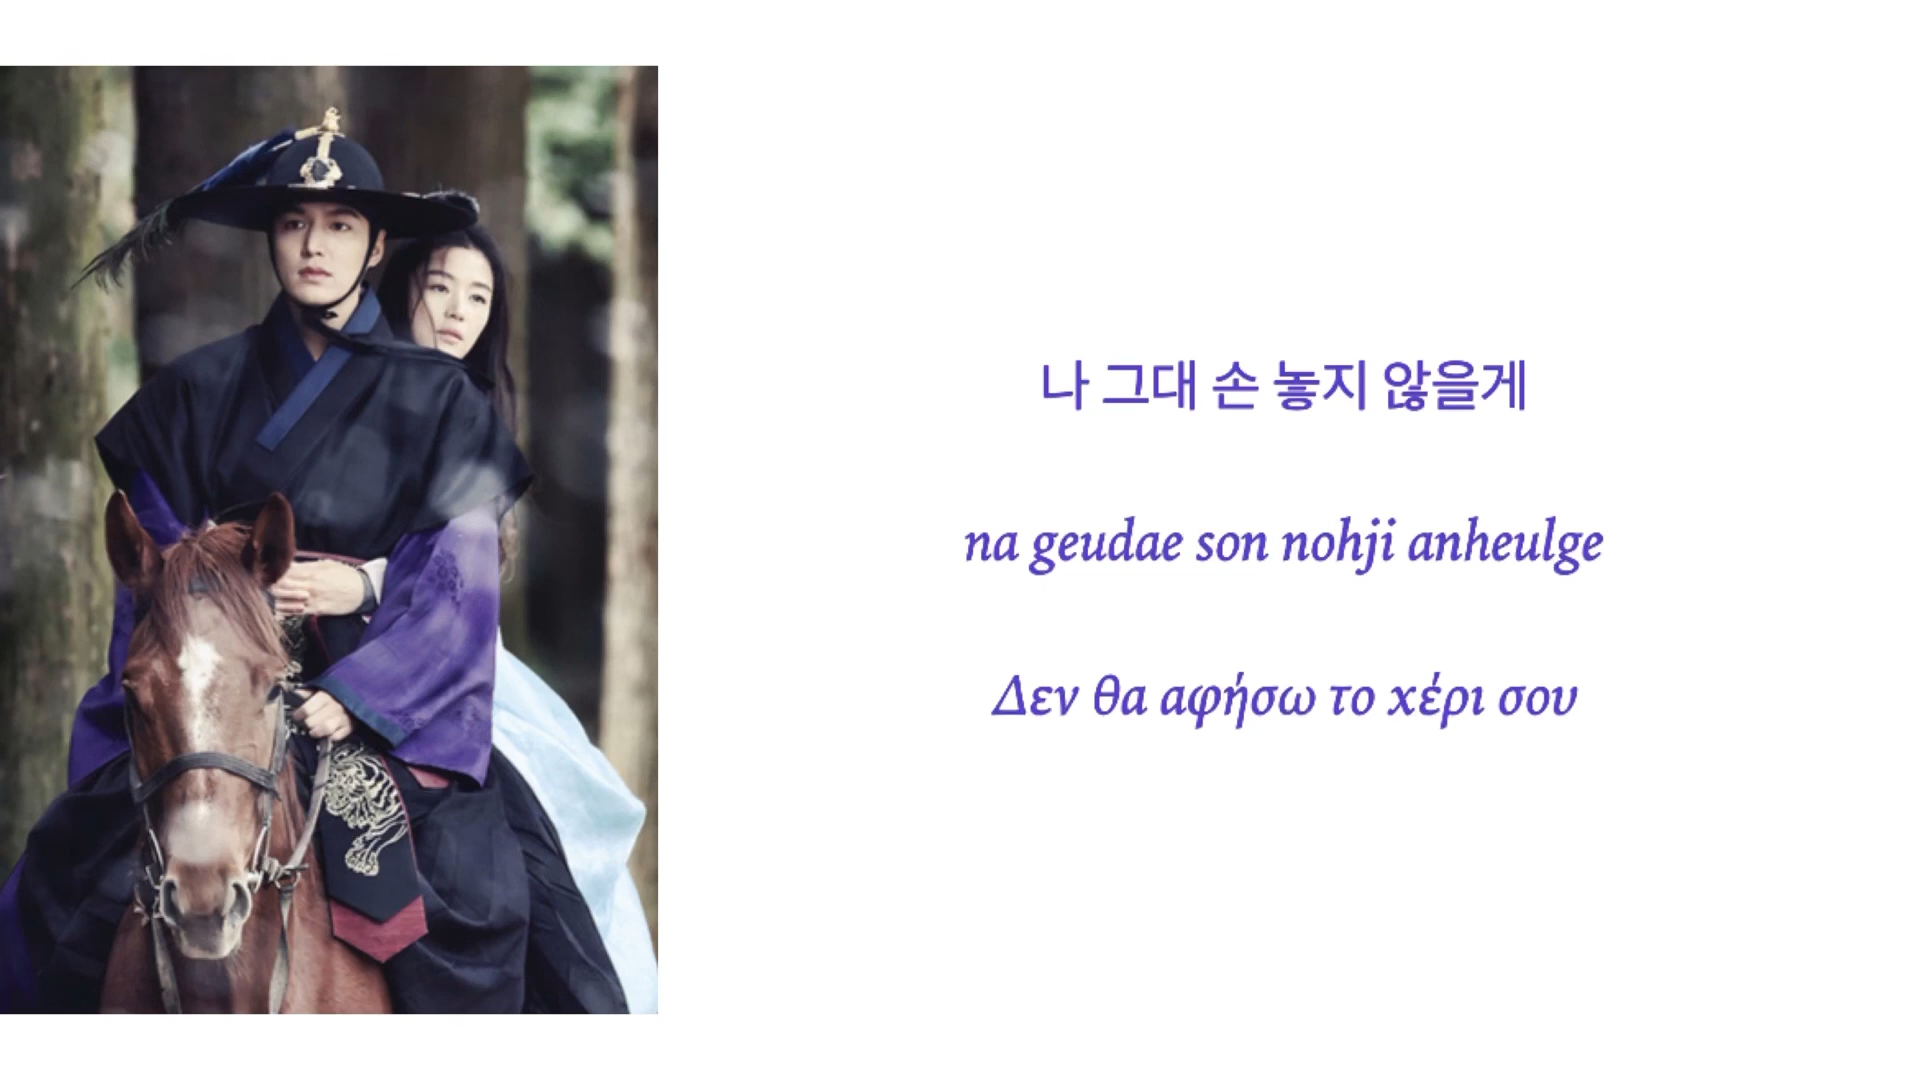 나 그대 손 놓지 않을게
na geudae son nohji anheulge
Δεν θα αφήσω το χέρι σου